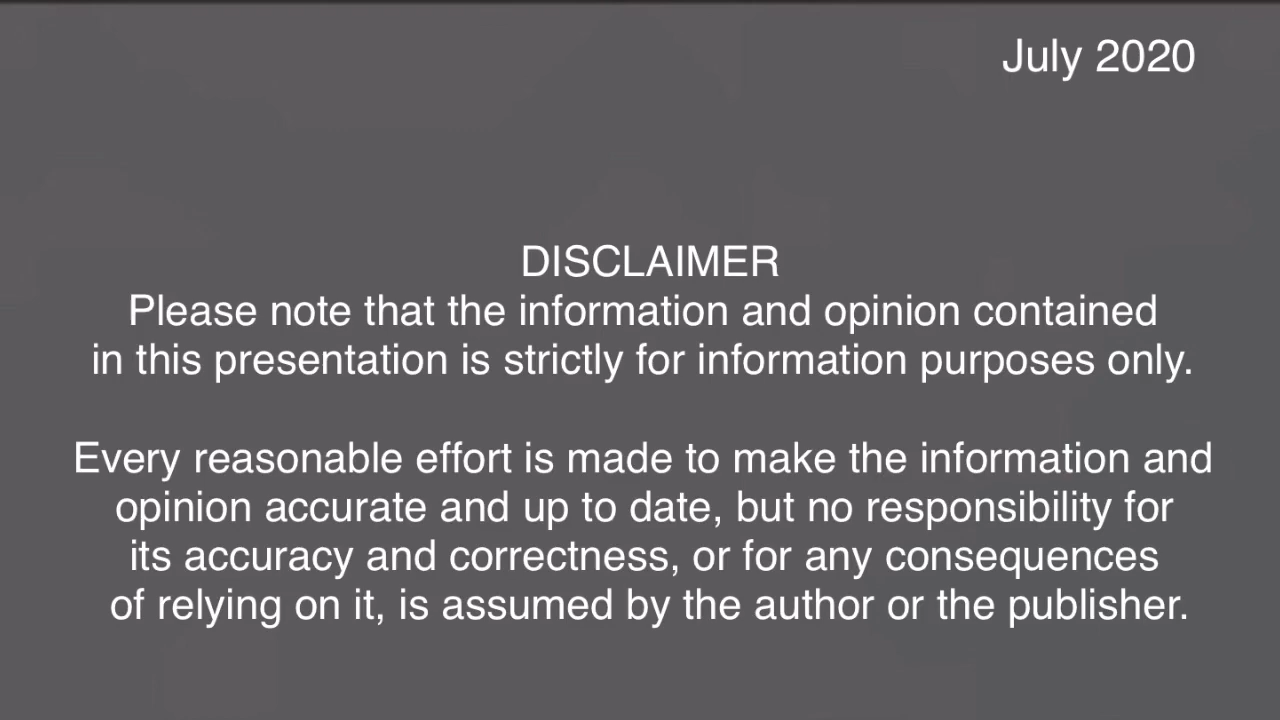 July 2020
DISCLAIMER
Please note that the information and opinion contained
in this presentation is strictly for information purposes only.
Every reasonable effort is made to make the information and
opinion accurate and up to date, but no responsibility for
its accuracy and correctness, or for any consequences
of relying on it, is assumed by the author or the publisher.